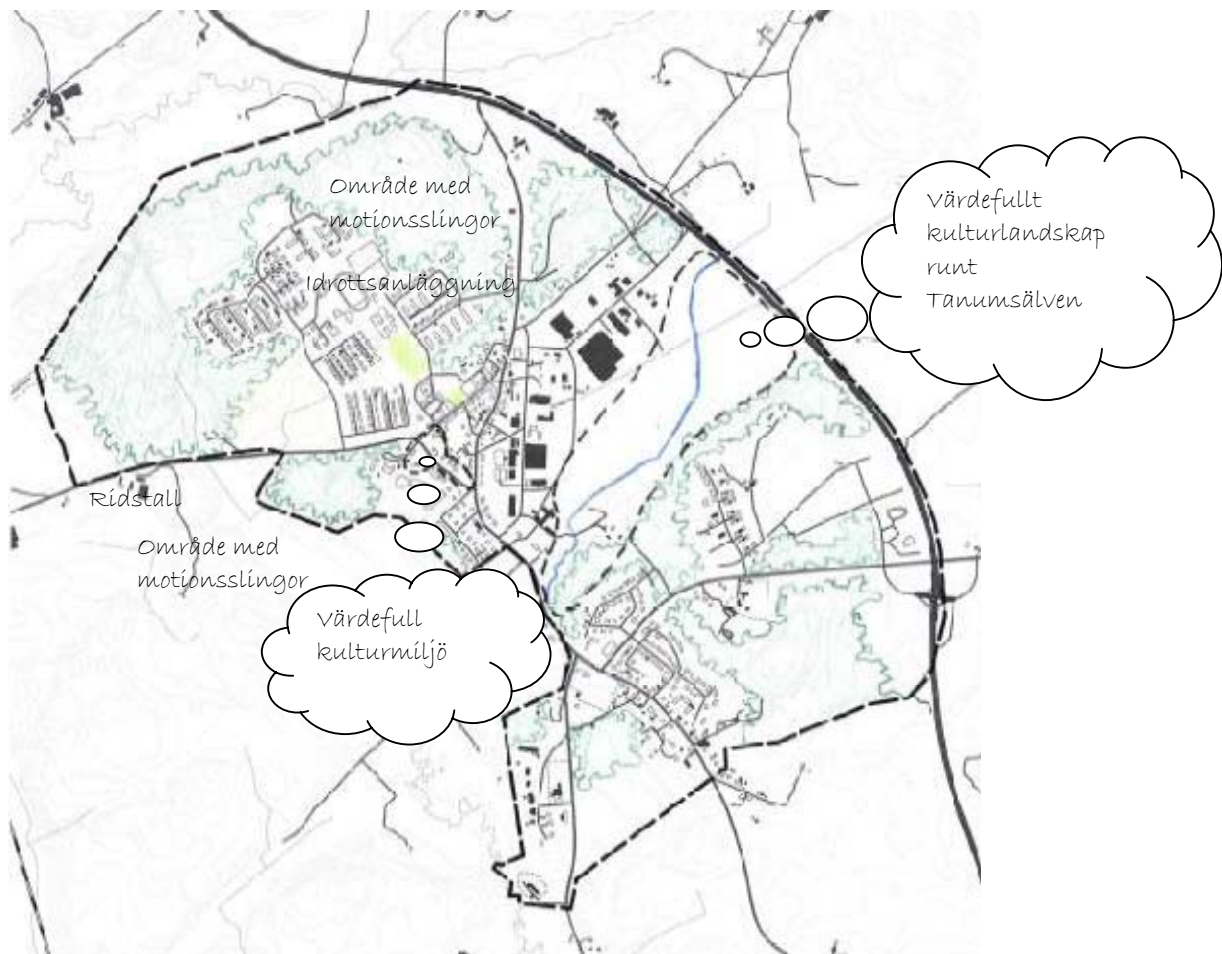 Område med
motionsslingor
Idrottsanläggning
Värdefullt
kulturlandskap
runt
Tanumsälven
Ridstall
Område med
motionsslingor
Värdefull
kulturmiljö